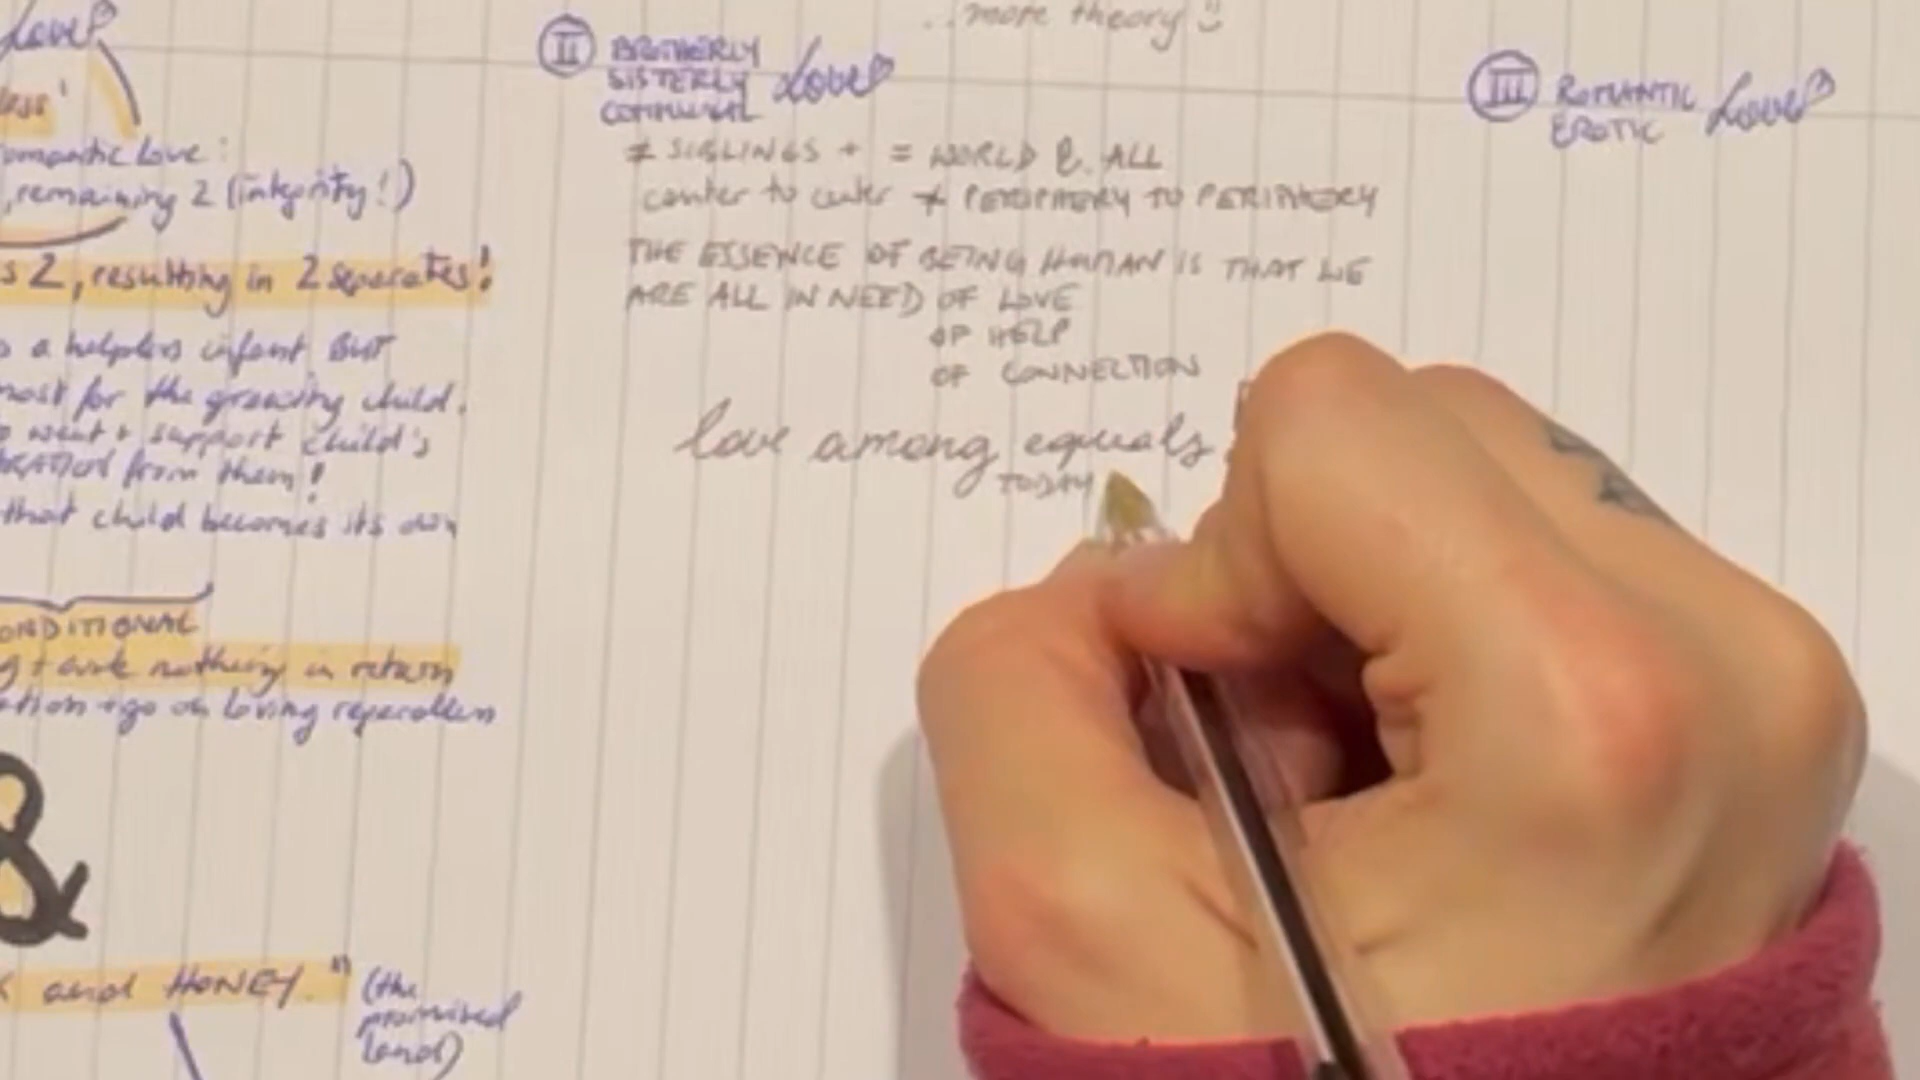 ..more theory
Love
less'
romantic Love:
, remaining 2 (integrity!)
s 2, resulting in 2 separates!
a helpless infant BUT
most for the growing child.
want + support child's
from them!
that child becomes its own
ONDITIONAL
g + ask nothing in return
ation + go on loving regardless
&
and HONEY" (the
promised
land)
II BROTHERLY
SISTERLY Love
COMMUNAL
≠ SIBLINGS + = WORLD & ALL
center to center ≠ PERIPHERY TO PERIPHERY
THE ESSENCE OF BEING HUMAN IS THAT WE
ARE ALL IN NEED OF LOVE
OF HELP
OF CONNECTION
love among equals
TODAY
III ROMANTIC Love
EROTIC